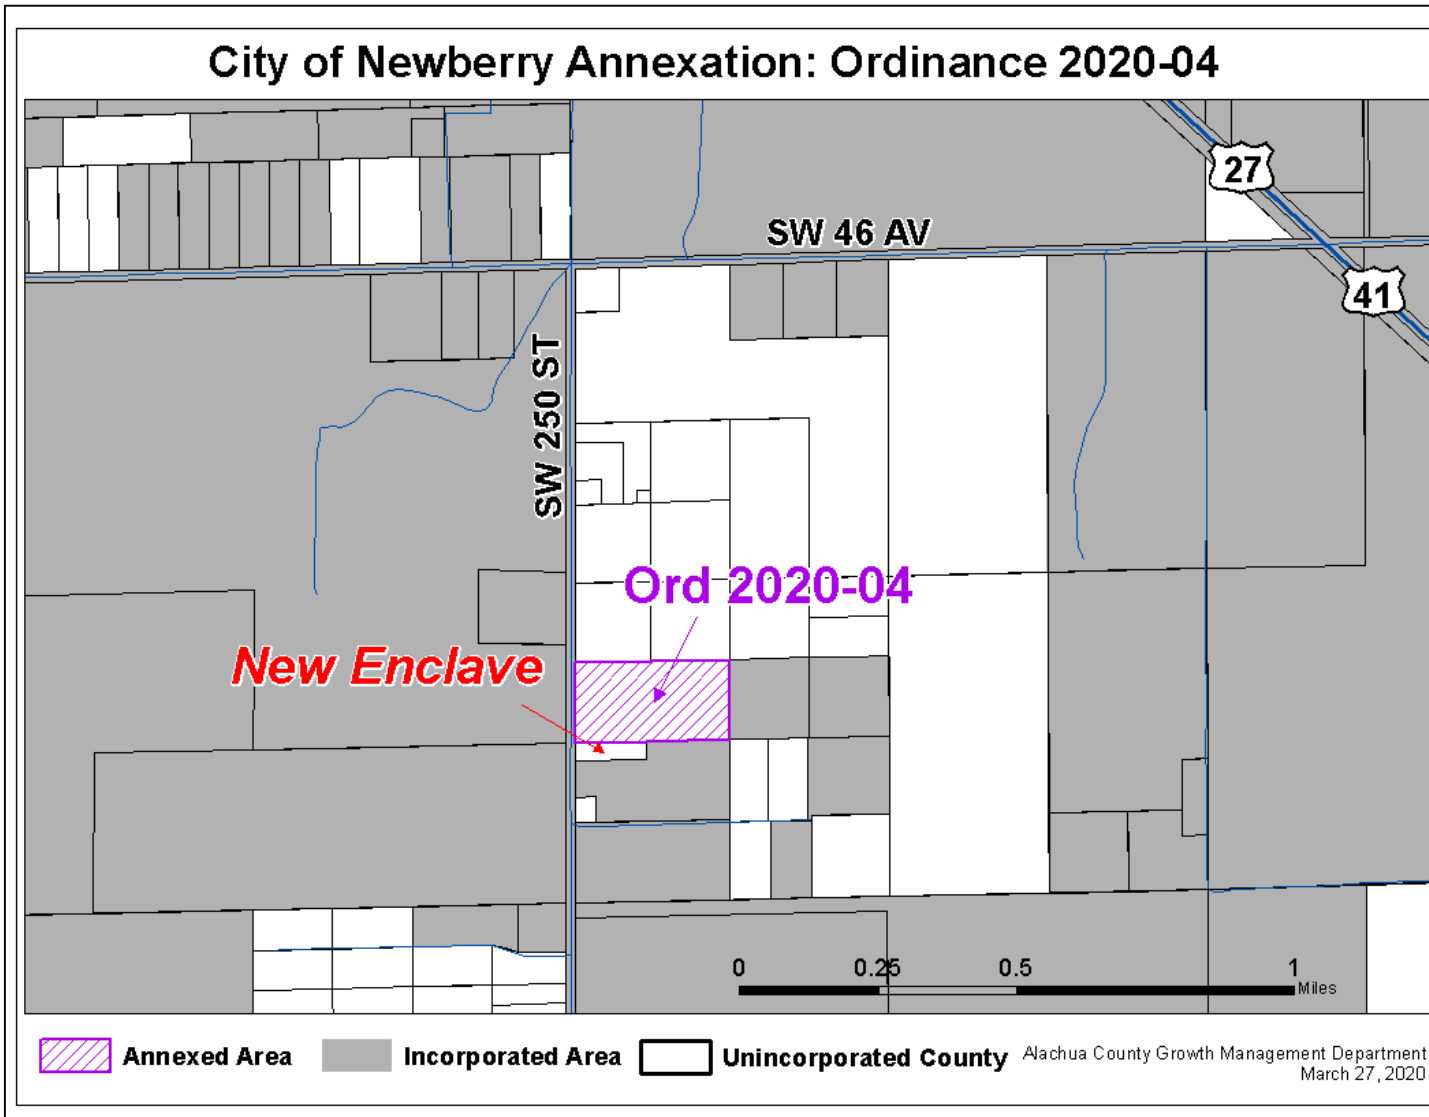 City of Newberry Annexation: Ordinance 2020-04
27
SW 46 AV
41
SW 250 ST
Ord 2020-04
New Enclave
0 0.25 0.5 1
Miles
Annexed Area
Incorporated Area
Unincorporated County
Alachua County Growth Management Department
March 27, 2020